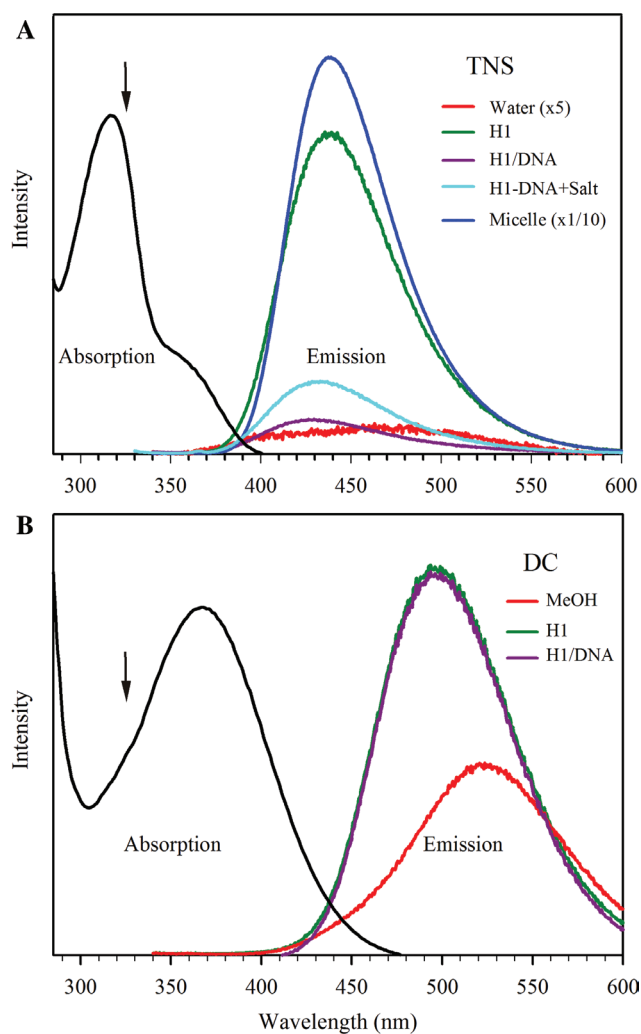 A
TNS
Water (x5)
H1
H1/DNA
H1-DNA+Salt
Micelle (x1/10)
Intensity
Absorption
Emission
300 350 400 450 500 550 600
B
DC
MeOH
H1
H1/DNA
Intensity
Absorption
Emission
300 350 400 450 500 550 600
Wavelength (nm)